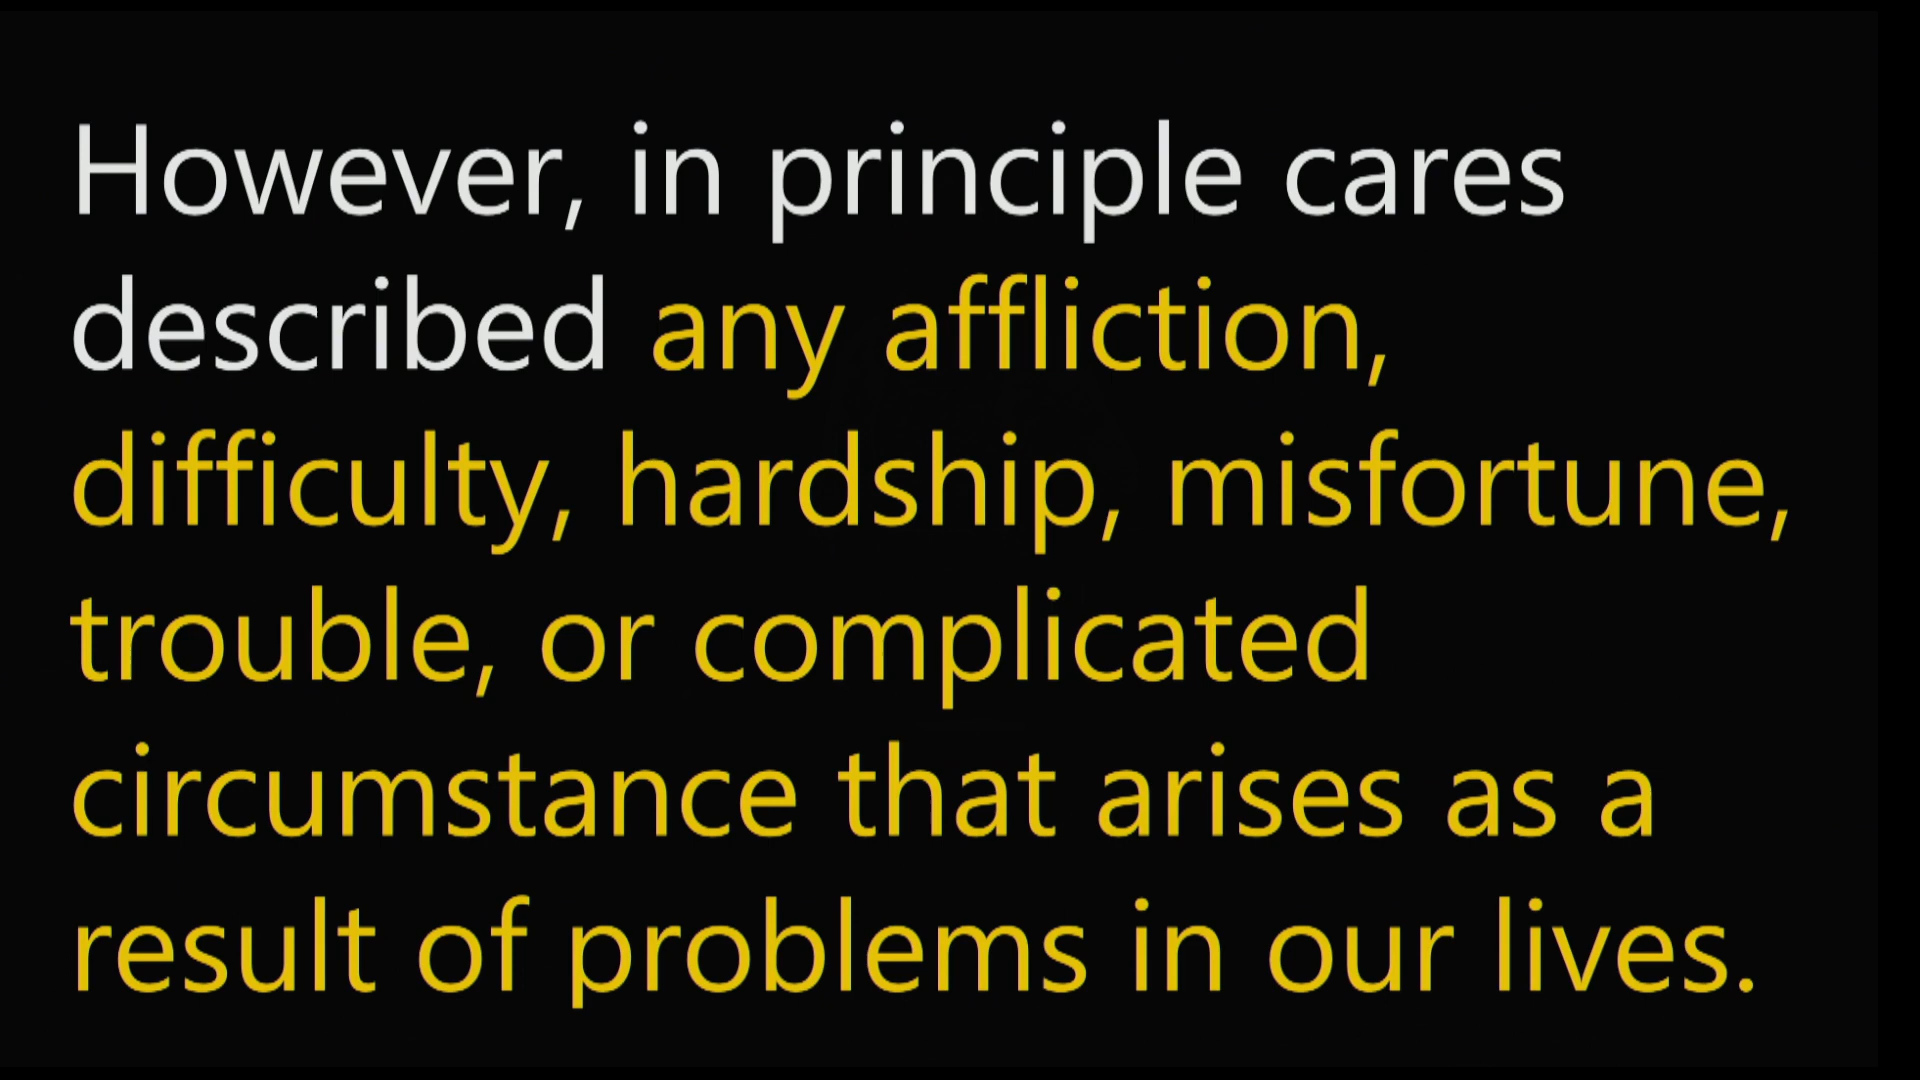 However, in principle cares
described any affliction,
difficulty, hardship, misfortune,
trouble, or complicated
circumstance that arises as a
result of problems in our lives.